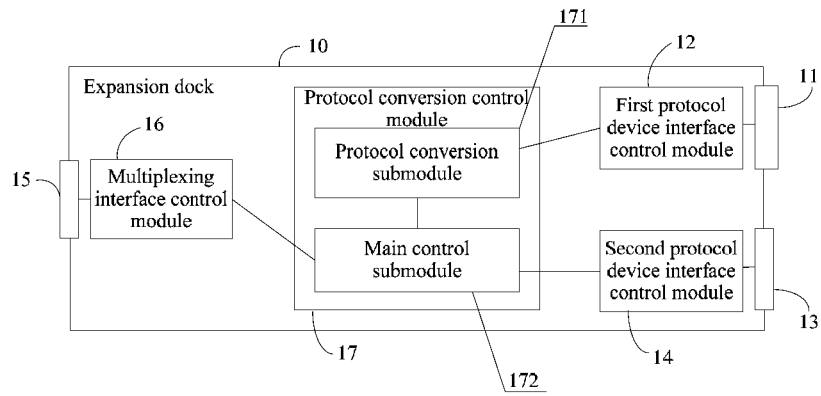 171
10
12
11
Expansion dock
Protocol conversion control
module
First protocol
device interface
control module
16
Protocol conversion
submodule
15
Multiplexing
interface control
module
Main control
submodule
Second protocol
device interface
control module
13
17
14
172